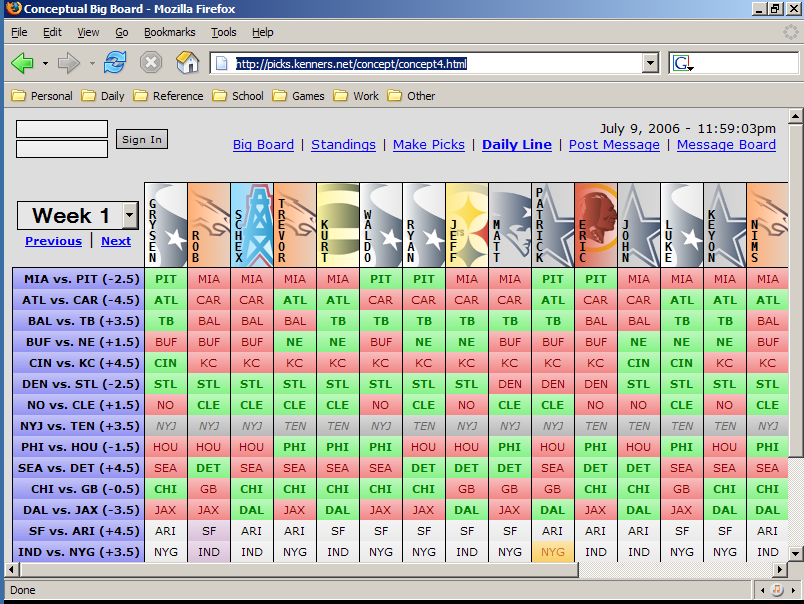 Conceptual Big Board - Mozilla Firefox
File Edit View Go Bookmarks Tools Help
http://picks.kenners.net/concept/concept4.html
Personal Daily Reference School Games Work Other
July 9, 2006 - 11:59:03pm
Sign In
Big Board | Standings | Make Picks | Daily Line | Post Message | Message Board
Week 1
Previous | Next
GRYSEN ROB SCHEX TREVOR KURT WALDO RYAN JEFF MATT PATRICK ERIC JOHN LUKE KEYON NIMS
MIA vs. PIT (-2.5) PIT MIA MIA MIA MIA PIT PIT MIA MIA PIT PIT MIA MIA MIA MIA
ATL vs. CAR (-4.5) ATL CAR CAR ATL ATL CAR CAR CAR CAR ATL CAR CAR ATL ATL ATL
BAL vs. TB (+3.5) TB BAL BAL BAL TB TB TB TB TB TB BAL BAL TB TB BAL
BUF vs. NE (+1.5) BUF BUF BUF NE NE BUF NE NE BUF BUF BUF NE NE NE BUF
CIN vs. KC (+4.5) CIN KC KC KC KC KC KC KC KC KC KC CIN CIN KC KC
DEN vs. STL (-2.5) STL STL STL STL STL STL STL STL DEN DEN DEN STL STL STL STL
NO vs. CLE (+1.5) NO CLE CLE CLE CLE NO CLE NO CLE CLE NO NO CLE CLE NO
NYJ vs. TEN (+3.5) NYJ NYJ NYJ TEN TEN NYJ NYJ NYJ NYJ NYJ TEN TEN TEN NYJ TEN
PHI vs. HOU (-1.5) HOU HOU HOU PHI PHI PHI HOU HOU PHI HOU PHI HOU PHI HOU PHI
SEA vs. DET (+4.5) SEA DET SEA SEA SEA SEA DET DET DET SEA DET DET SEA SEA SEA
CHI vs. GB (-0.5) CHI GB CHI CHI CHI CHI CHI GB GB GB CHI CHI GB CHI CHI
DAL vs. JAX (-3.5) JAX JAX DAL DAL JAX JAX DAL JAX JAX DAL JAX DAL JAX DAL DAL
SF vs. ARI (+4.5) ARI SF ARI ARI SF SF SF SF SF ARI ARI ARI SF SF ARI
IND vs. NYG (+3.5) NYG IND IND NYG IND NYG NYG IND NYG NYG IND IND NYG NYG IND
Done